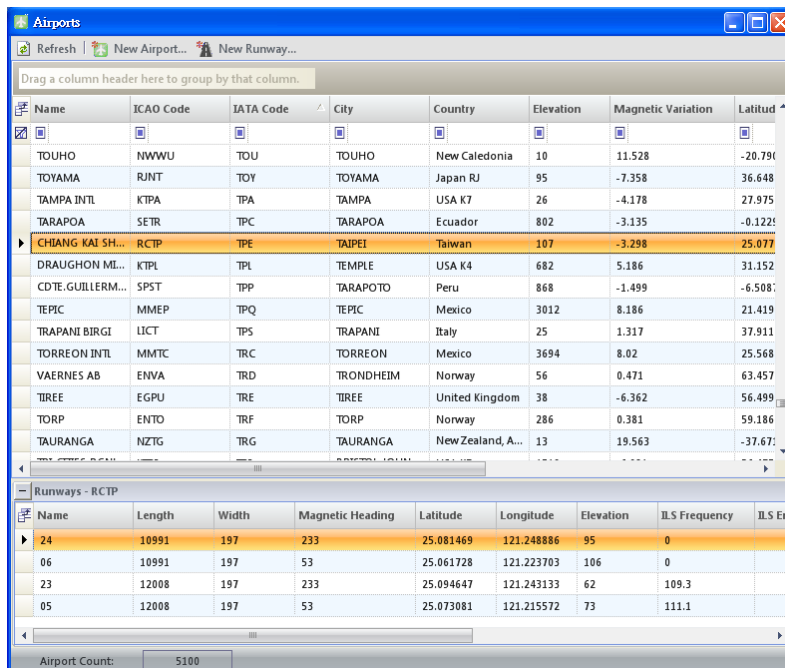 Airports
Refresh New Airport... New Runway...
Drag a column header here to group by that column.
Name ICAO Code IATA Code City Country Elevation Magnetic Variation Latitud
TOUHO NWWU TOU TOUHO New Caledonia 10 11.528 -20.790
TOYAMA RJNT TOY TOYAMA Japan RJ 95 -7.358 36.648
TAMPA INTL KTPA TPA TAMPA USA K7 26 -4.178 27.975
TARAPOA SETR TPC TARAPOA Ecuador 802 -3.135 -0.1229
CHIANG KAI SH... RCTP TPE TAIPEI Taiwan 107 -3.298 25.077
DRAUGHON MI... KTPL TPL TEMPLE USA K4 682 5.186 31.152
CDTE.GUILLERM... SPST TPP TARAPOTO Peru 868 -1.499 -6.5087
TEPIC MMEP TPQ TEPIC Mexico 3012 8.186 21.419
TRAPANI BIRGI LICT TPS TRAPANI Italy 25 1.317 37.911
TORREON INTL MMTC TRC TORREON Mexico 3694 8.02 25.568
VAERNES AB ENVA TRD TRONDHEIM Norway 56 0.471 63.457
TIREE EGPU TRE TIREE United Kingdom 38 -6.362 56.499
TORP ENTO TRF TORP Norway 286 0.381 59.186
TAURANGA NZTG TRG TAURANGA New Zealand, A... 13 19.563 -37.671
Runways - RCTP
Name Length Width Magnetic Heading Latitude Longitude Elevation ILS Frequency ILS E
24 10991 197 233 25.081469 121.248886 95 0
06 10991 197 53 25.061728 121.223703 106 0
23 12008 197 233 25.094647 121.243133 62 109.3
05 12008 197 53 25.073081 121.215572 73 111.1
Airport Count: 5100